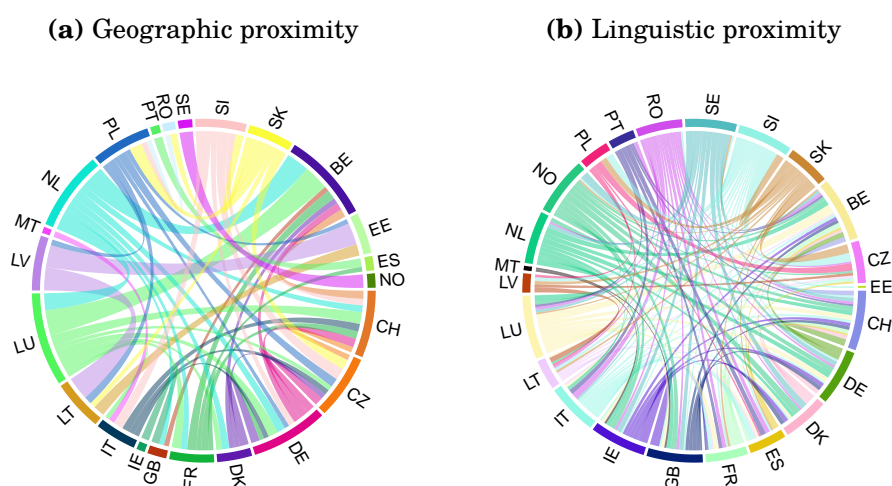 (a) Geographic proximity
(b) Linguistic proximity
PL
PT
RO
SE
SI
SK
BE
EE
ES
NO
CH
CZ
DE
DK
FR
GB
IE
IT
LT
LU
LV
MT
NL
PL
PT
RO
SE
SI
SK
BE
CZ
EE
CH
DE
DK
ES
FR
GB
IE
IT
LT
LU
LV
MT
NL
NO